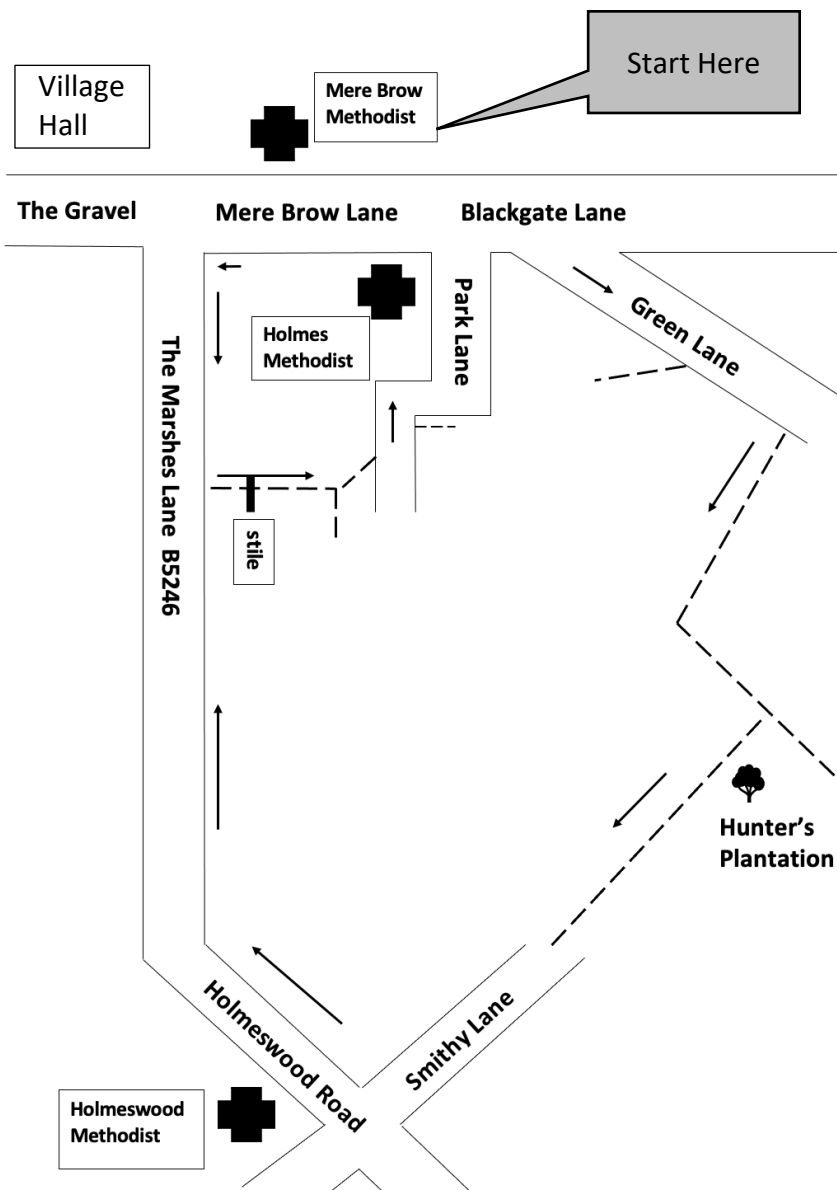 Start Here
Village
Hall
Mere Brow
Methodist
The Gravel
Mere Brow Lane
Blackgate Lane
Park Lane
Green Lane
Holmes
Methodist
The Marshes Lane B5246
stile
Hunter’s
Plantation
Holmeswood Road
Smithy Lane
Holmeswood
Methodist